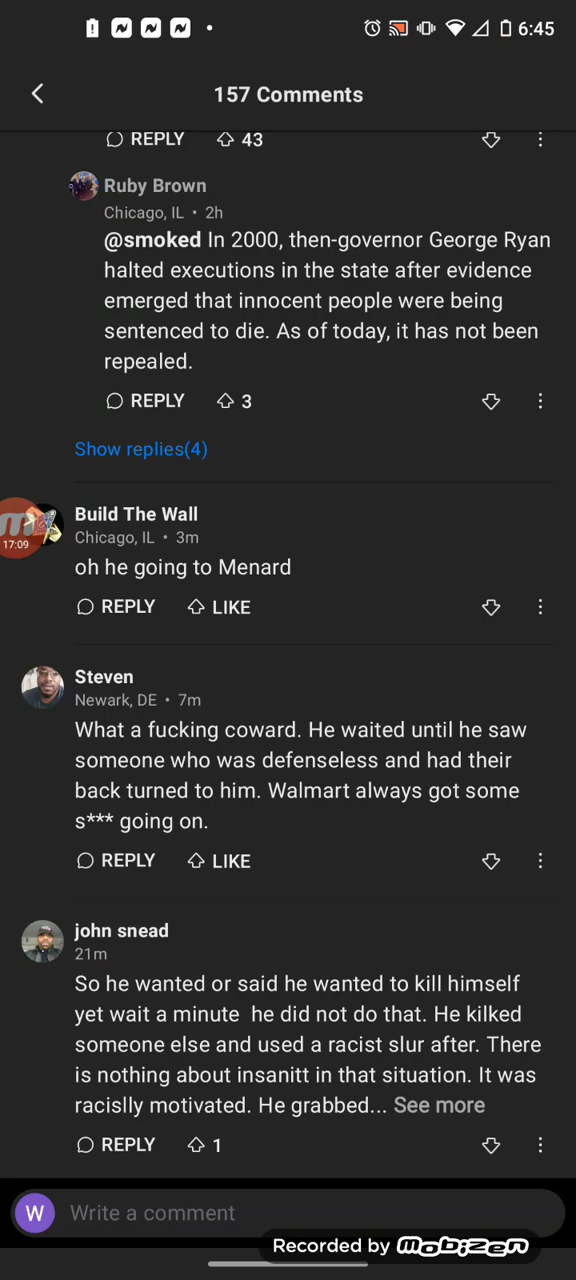 6:45
157 Comments
REPLY 43
Ruby Brown
Chicago, IL • 2h
@smoked In 2000, then-governor George Ryan
halted executions in the state after evidence
emerged that innocent people were being
sentenced to die. As of today, it has not been
repealed.
REPLY 3
Show replies(4)
Build The Wall
Chicago, IL • 3m
17:09
oh he going to Menard
REPLY LIKE
Steven
Newark, DE • 7m
What a fucking coward. He waited until he saw
someone who was defenseless and had their
back turned to him. Walmart always got some
s*** going on.
REPLY LIKE
john snead
21m
So he wanted or said he wanted to kill himself
yet wait a minute  he did not do that. He kilked
someone else and used a racist slur after. There
is nothing about insanitt in that situation. It was
racislly motivated. He grabbed... See more
REPLY 1
W Write a comment
Recorded by mobizen